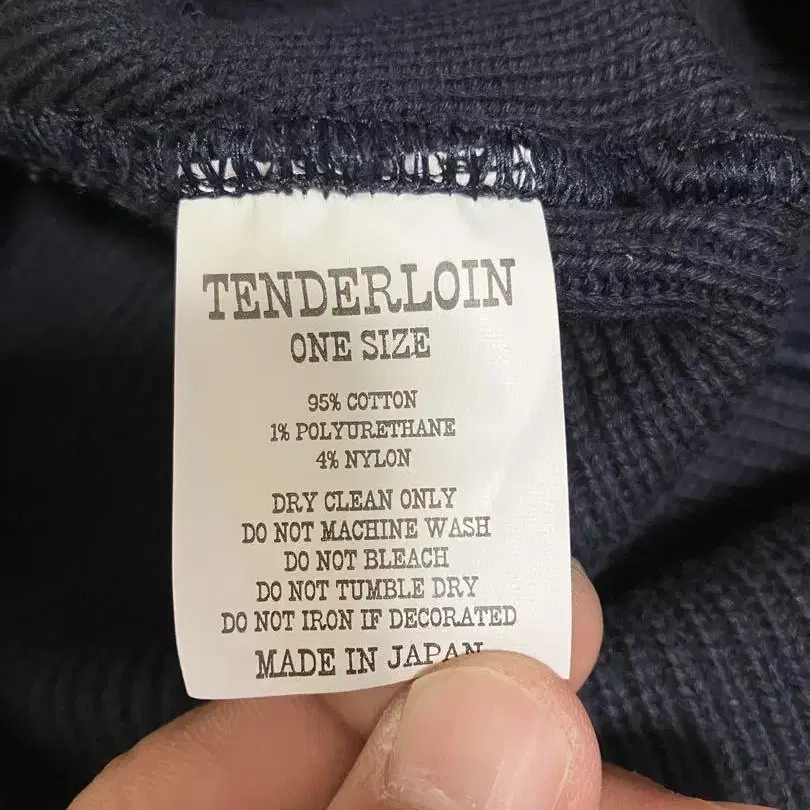 TENDERLOIN
ONE SIZE
95% COTTON
1% POLYURETHANE
4% NYLON
DRY CLEAN ONLY
DO NOT MACHINE WASH
DO NOT BLEACH
DO NOT TUMBLE DRY
DO NOT IRON IF DECORATED
MADE IN JAPAN